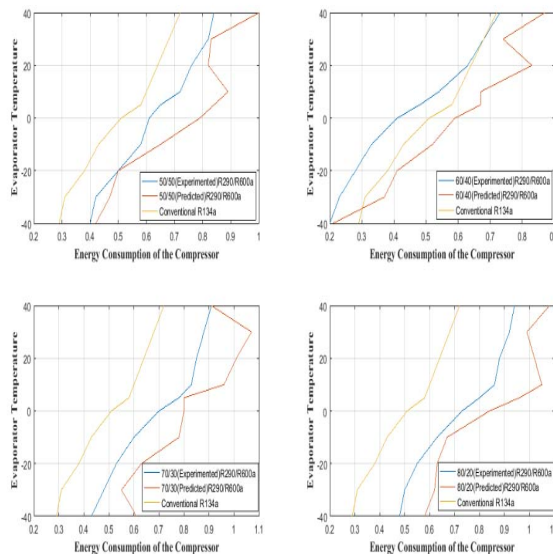 40
20
0
-20
-40
Evaporator Temperature
50/50(Experimented)R290/R600a
50/50(Predicted)R290/R600a
Conventional R134a
0.2 0.3 0.4 0.5 0.6 0.7 0.8 0.9 1
Energy Consumption of the Compressor
40
20
0
-20
-40
Evaporator Temperature
60/40(Experimented)R290/R600a
60/40(Predicted)R290/R600a
Conventional R134a
0.2 0.3 0.4 0.5 0.6 0.7 0.8
Energy Consumption of the Compressor
40
20
0
-20
-40
Evaporator Temperature
70/30(Experimented)R290/R600a
70/30(Predicted)R290/R600a
Conventional R134a
0.2 0.3 0.4 0.5 0.6 0.7 0.8 0.9 1 1.1
Energy Consumption of the Compressor
40
20
0
-20
-40
Evaporator Temperature
80/20(Experimented)R290/R600a
80/20(Predicted)R290/R600a
Conventional R134a
0.2 0.3 0.4 0.5 0.6 0.7 0.8 0.9 1
Energy Consumption of the Compressor